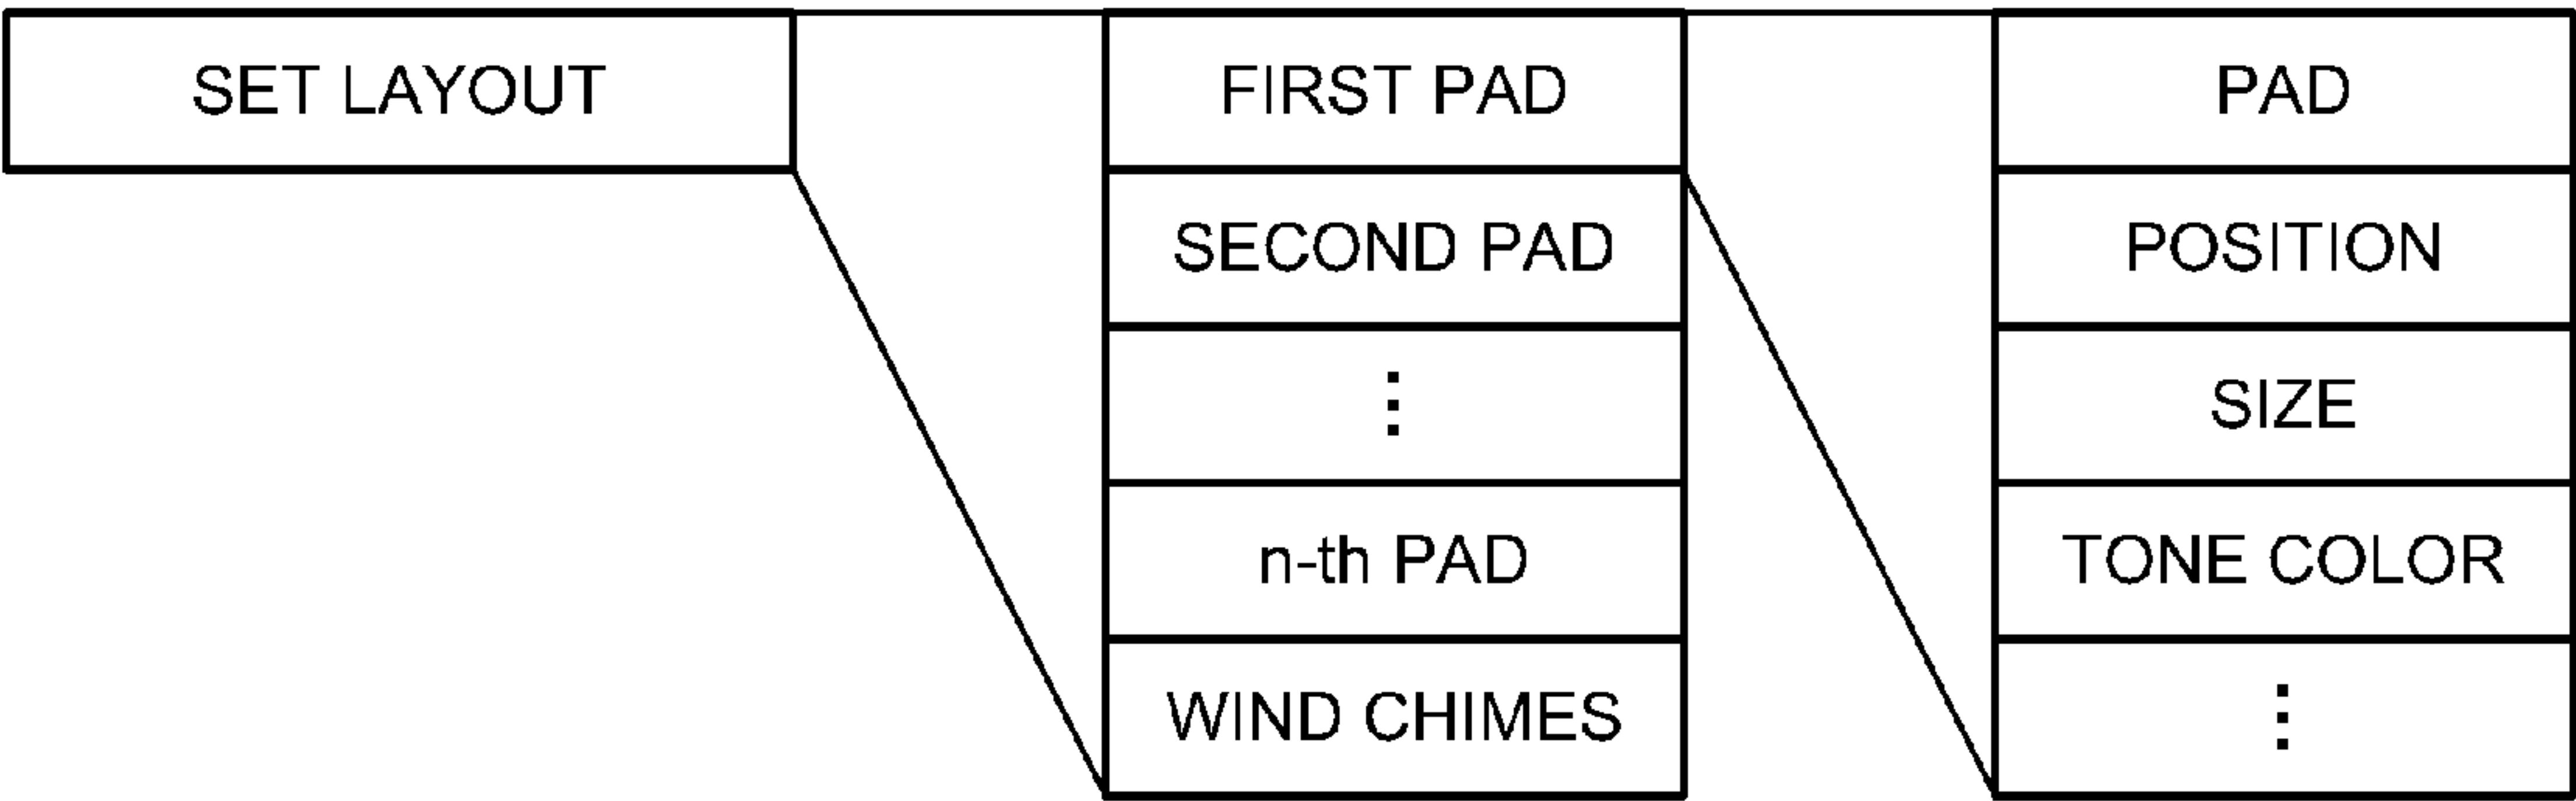 SET LAYOUT
FIRST PAD
SECOND PAD
⋮
n-th PAD
WIND CHIMES
PAD
POSITION
SIZE
TONE COLOR
⋮